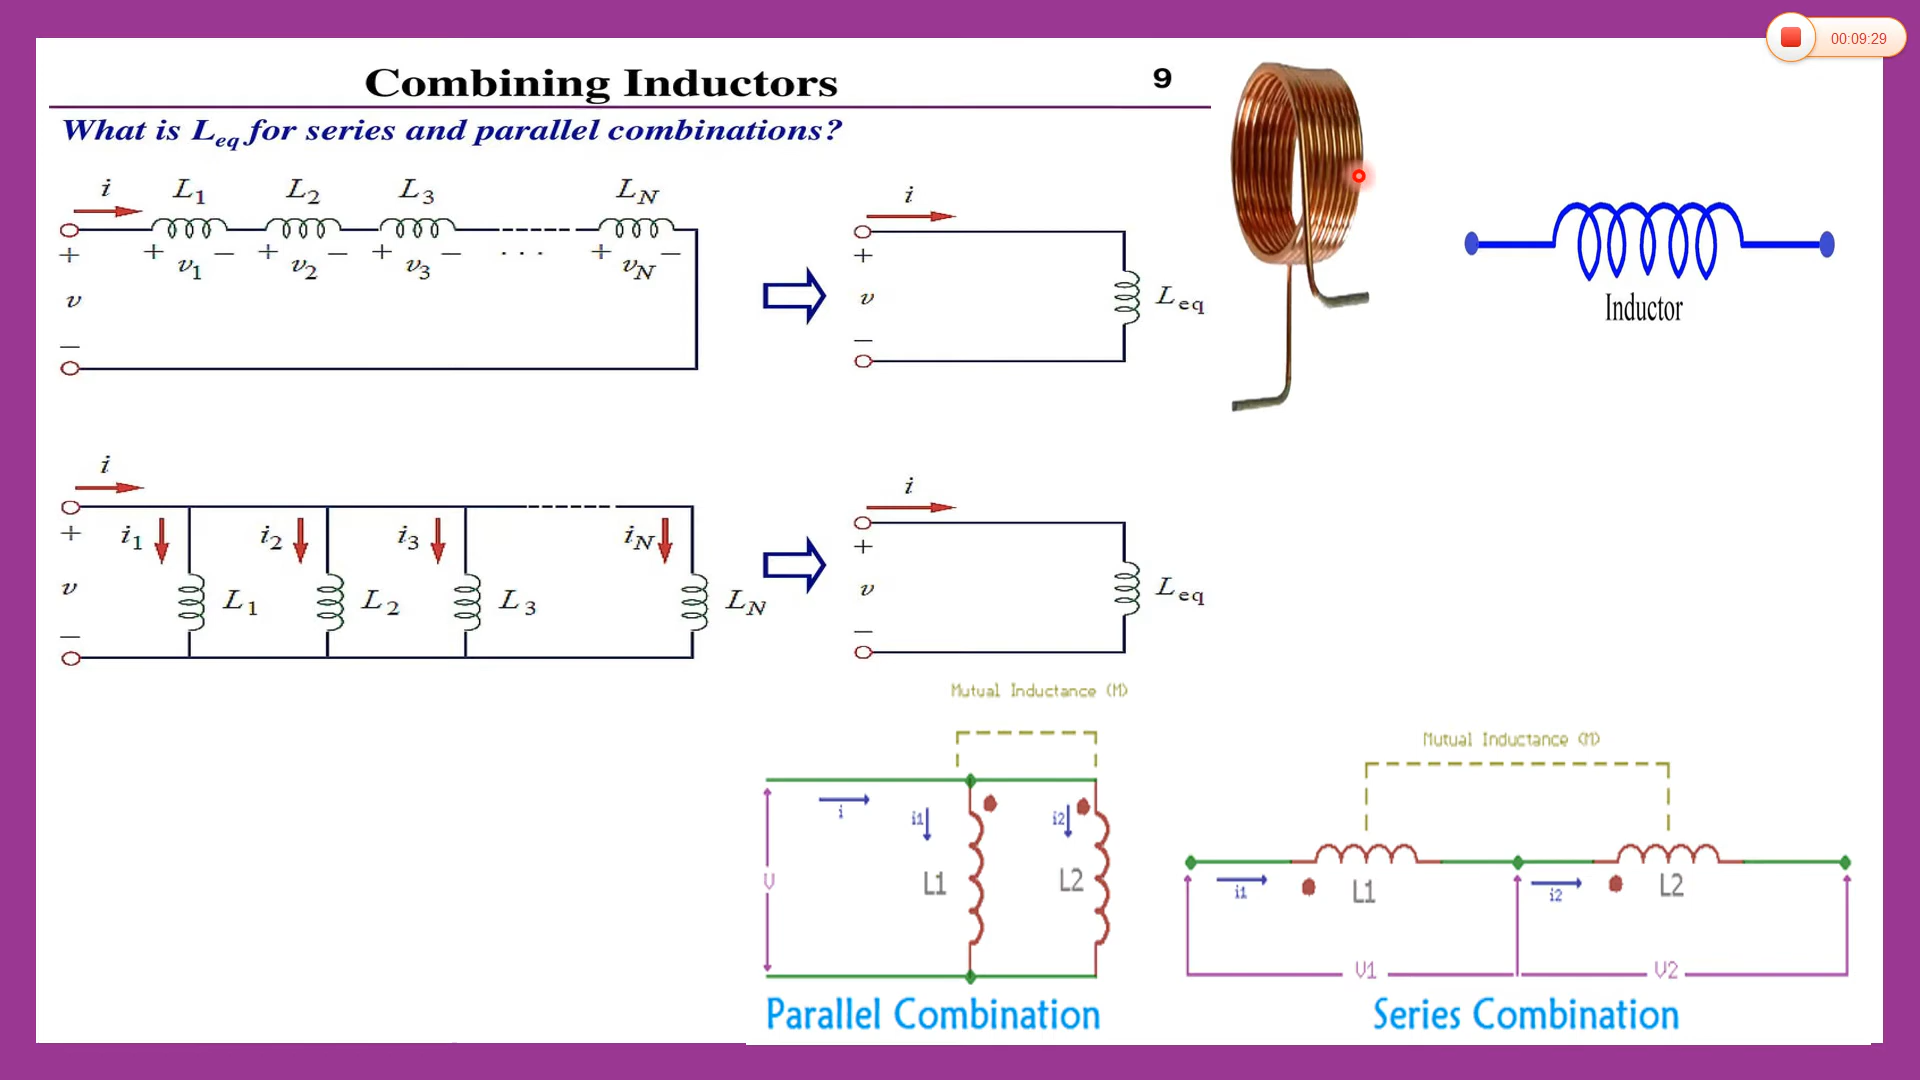 00:09:29
Combining Inductors 9
What is Leq for series and parallel combinations?
i L1 L2 L3 LN
+ + v1 − + v2 − + v3 − · · · + vN −
v
−
i
+
v Leq
−
Inductor
i
+ i1 i2 i3 iN
v L1 L2 L3 LN
−
i
+
v Leq
−
Mutual Inductance (M)
i i1 i2
V L1 L2
Parallel Combination
Mutual Inductance (M)
i1 L1 i2 L2
V1 V2
Series Combination